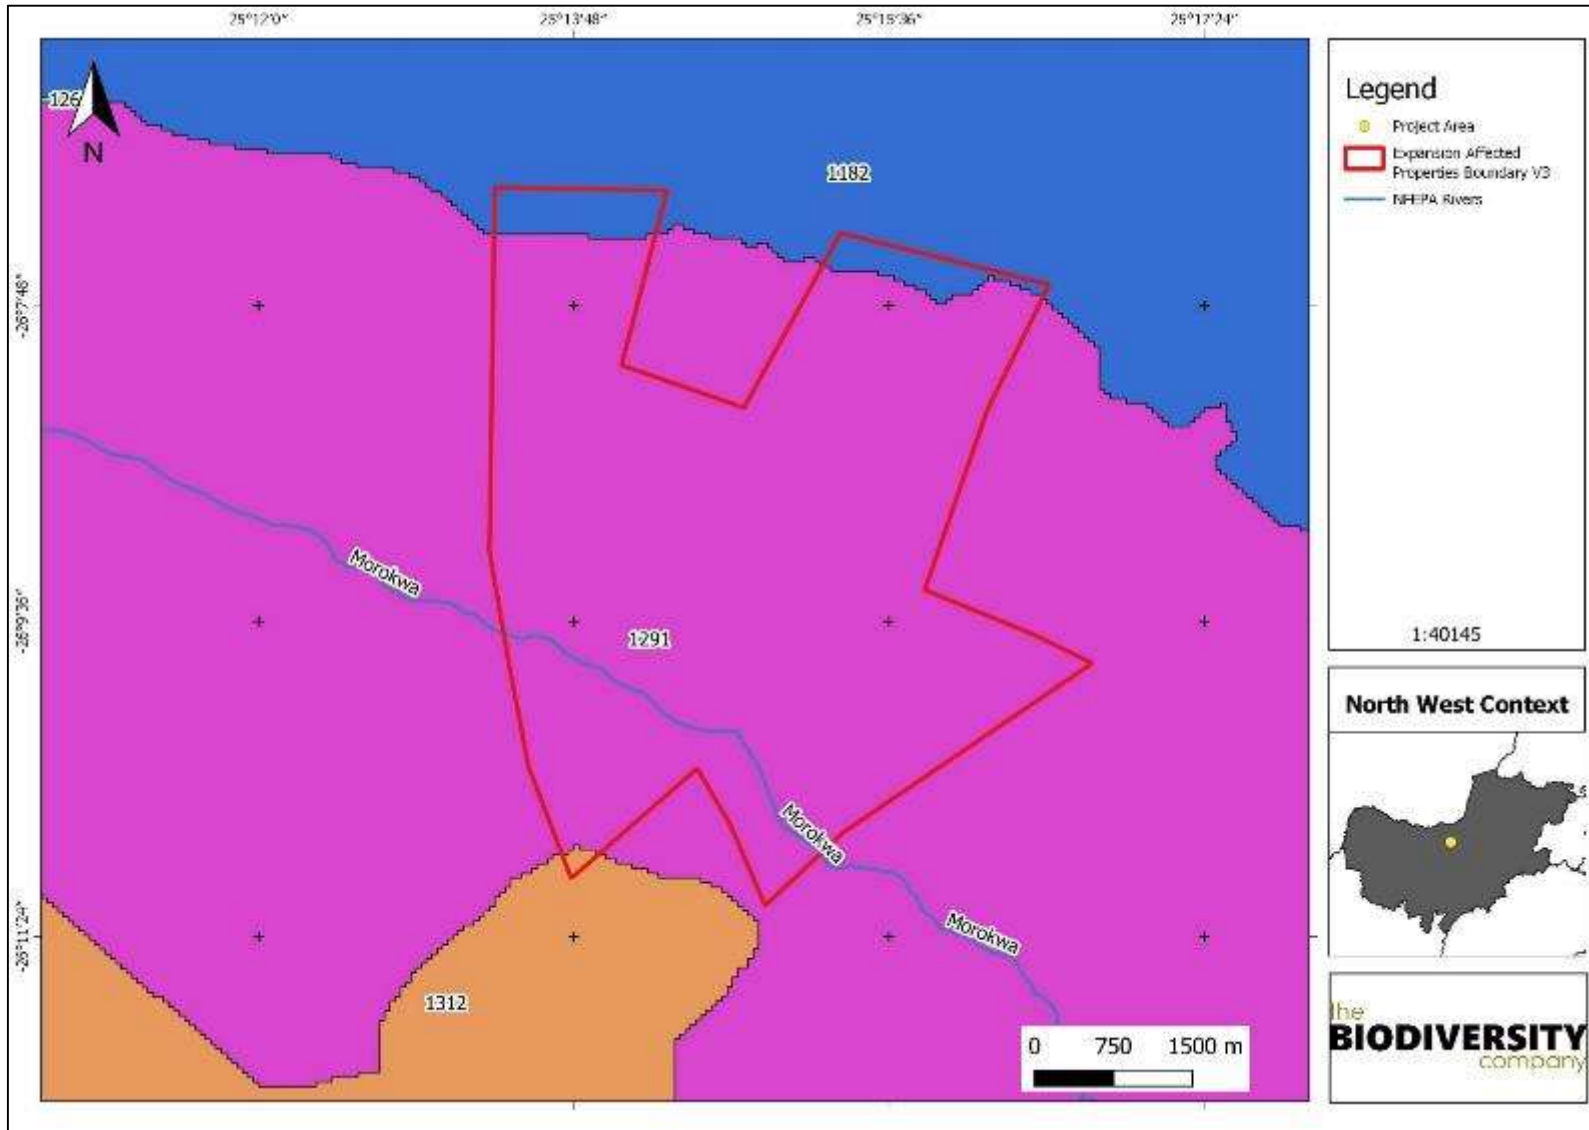 25°12'0"
25°13'48"
25°15'36"
25°17'24"
126
N
1182
-26°7'48"
Morokwa
-26°9'36"
1291
Morokwa
Morokwa
-26°11'24"
1312
0 750 1500 m
Legend
Project Area
Expansion Affected
Properties Boundary V3
NFEPA Rivers
1:40145
North West Context
the
BIODIVERSITY
company